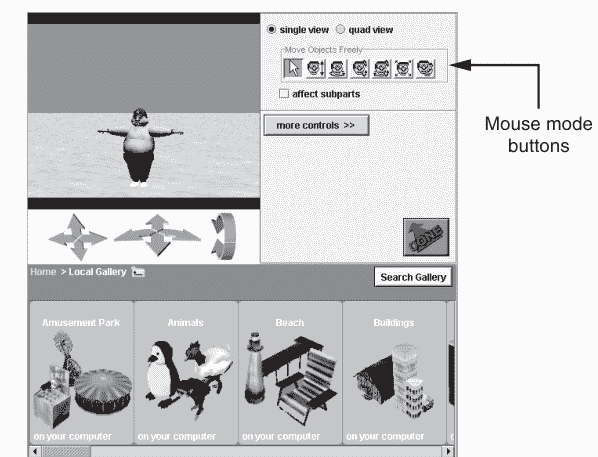 single view quad view
Move Objects Freely
affect subparts
more controls >>
Mouse mode
buttons
DONE
Home > Local Gallery
Search Gallery
Amusement Park Animals Beach Buildings
on your computer on your computer on your computer on your computer